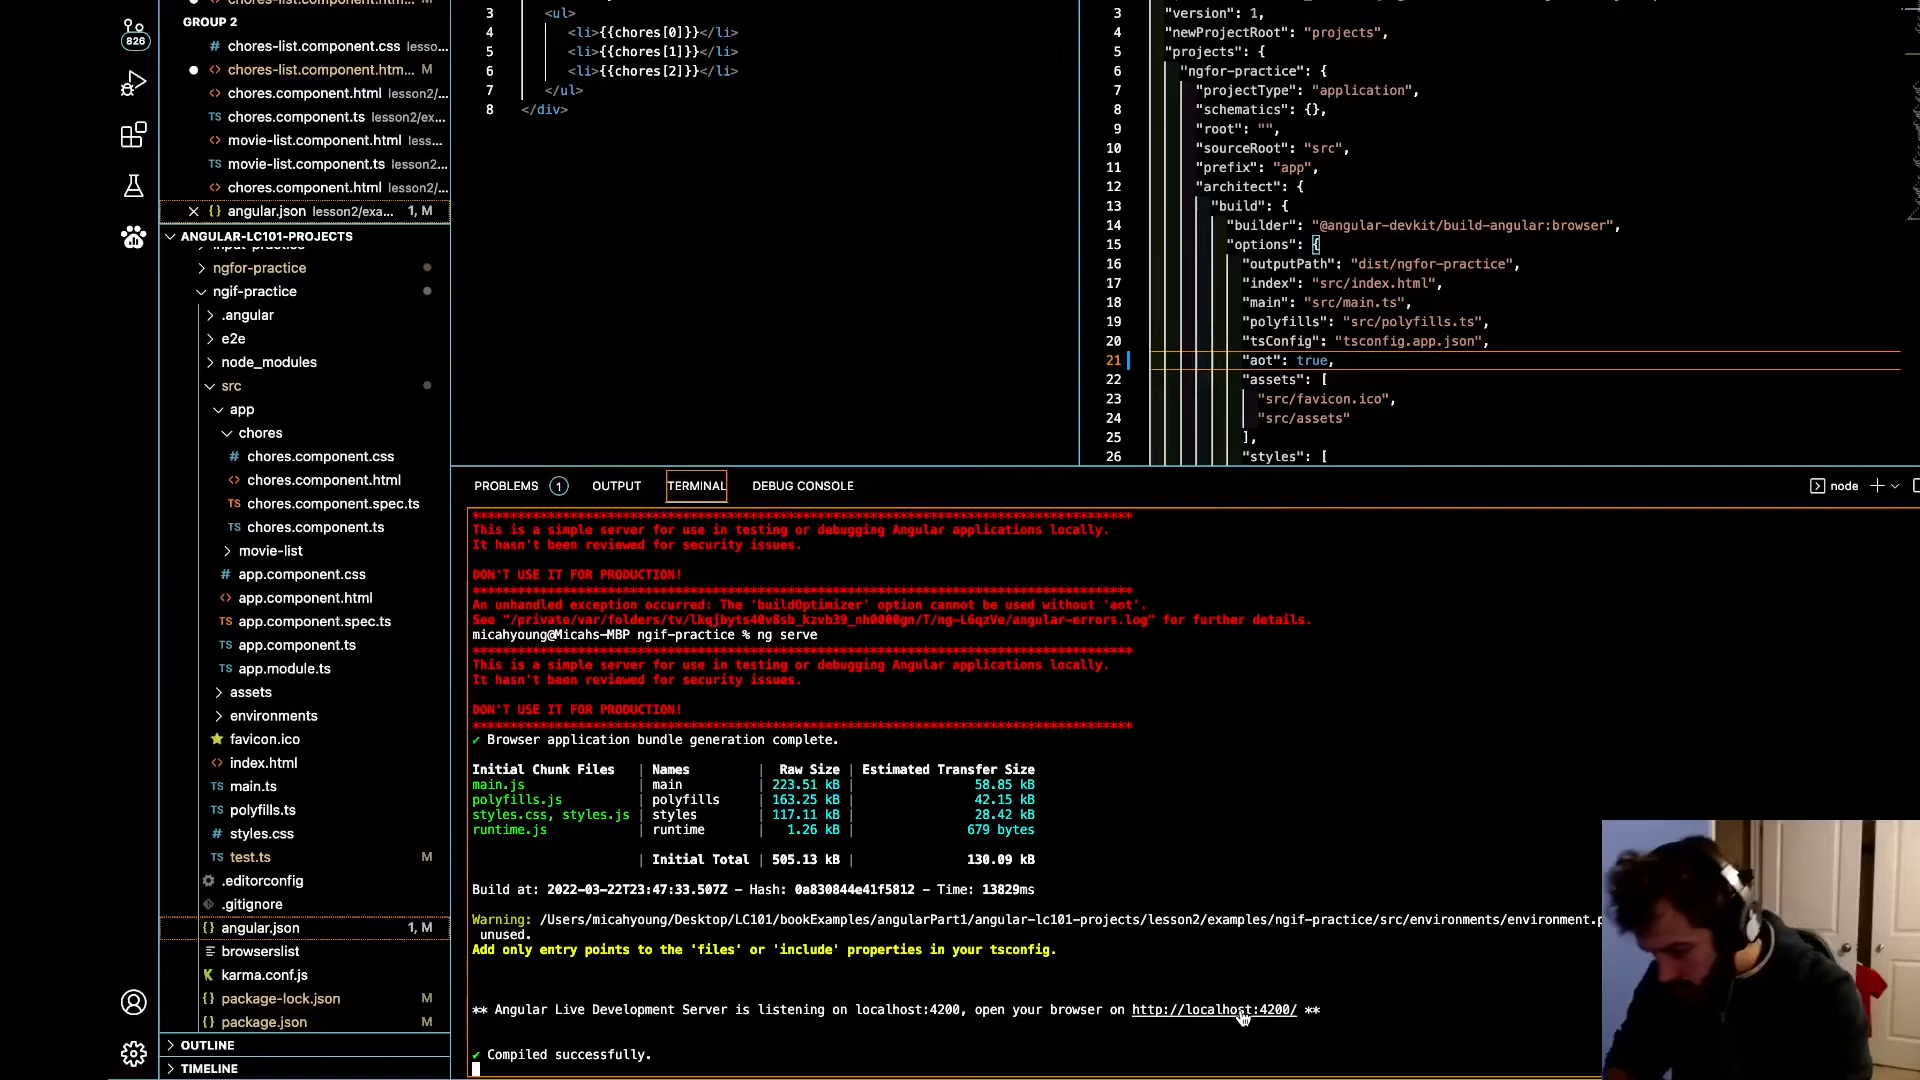 826
GROUP 2
# chores-list.component.css lesso...
<> chores-list.component.htm... M
<> chores.component.html lesson2/...
TS chores.component.ts lesson2/ex...
<> movie-list.component.html less...
TS movie-list.component.ts lesson2...
<> chores.component.html lesson2/...
{} angular.json lesson2/exa... 1, M
ANGULAR-LC101-PROJECTS
ngfor-practice
ngif-practice
.angular
e2e
node_modules
src
app
chores
# chores.component.css
<> chores.component.html
TS chores.component.spec.ts
TS chores.component.ts
movie-list
# app.component.css
<> app.component.html
TS app.component.spec.ts
TS app.component.ts
TS app.module.ts
assets
environments
favicon.ico
<> index.html
TS main.ts
TS polyfills.ts
# styles.css
TS test.ts M
.editorconfig
.gitignore
{} angular.json 1, M
browserslist
K karma.conf.js
{} package-lock.json M
{} package.json M
OUTLINE
TIMELINE
3 <ul>
4 <li>{{chores[0]}}</li>
5 <li>{{chores[1]}}</li>
6 <li>{{chores[2]}}</li>
7 </ul>
8 </div>
3 "version": 1,
4 "newProjectRoot": "projects",
5 "projects": {
6 "ngfor-practice": {
7 "projectType": "application",
8 "schematics": {},
9 "root": "",
10 "sourceRoot": "src",
11 "prefix": "app",
12 "architect": {
13 "build": {
14 "builder": "@angular-devkit/build-angular:browser",
15 "options": {
16 "outputPath": "dist/ngfor-practice",
17 "index": "src/index.html",
18 "main": "src/main.ts",
19 "polyfills": "src/polyfills.ts",
20 "tsConfig": "tsconfig.app.json",
21 "aot": true,
22 "assets": [
23 "src/favicon.ico",
24 "src/assets"
25 ],
26 "styles": [
PROBLEMS 1 OUTPUT TERMINAL DEBUG CONSOLE
node
****************************************************************************************
This is a simple server for use in testing or debugging Angular applications locally.
It hasn't been reviewed for security issues.
DON'T USE IT FOR PRODUCTION!
****************************************************************************************
An unhandled exception occurred: The 'buildOptimizer' option cannot be used without 'aot'.
See "/private/var/folders/tv/lkqjbyts40v8sb_kzvb39_nh0000gn/T/ng-L6qzVe/angular-errors.log" for further details.
micahyoung@Micahs-MBP ngif-practice % ng serve
****************************************************************************************
This is a simple server for use in testing or debugging Angular applications locally.
It hasn't been reviewed for security issues.
DON'T USE IT FOR PRODUCTION!
****************************************************************************************
✔ Browser application bundle generation complete.
Initial Chunk Files | Names | Raw Size | Estimated Transfer Size
main.js | main | 223.51 kB | 58.85 kB
polyfills.js | polyfills | 163.25 kB | 42.15 kB
styles.css, styles.js | styles | 117.11 kB | 28.42 kB
runtime.js | runtime | 1.26 kB | 679 bytes
| Initial Total | 505.13 kB | 130.09 kB
Build at: 2022-03-22T23:47:33.507Z - Hash: 0a830844e41f5812 - Time: 13829ms
Warning: /Users/micahyoung/Desktop/LC101/bookExamples/angularPart1/angular-lc101-projects/lesson2/examples/ngif-practice/src/environments/environment.p
unused.
Add only entry points to the 'files' or 'include' properties in your tsconfig.
** Angular Live Development Server is listening on localhost:4200, open your browser on http://localhost:4200/ **
✔ Compiled successfully.